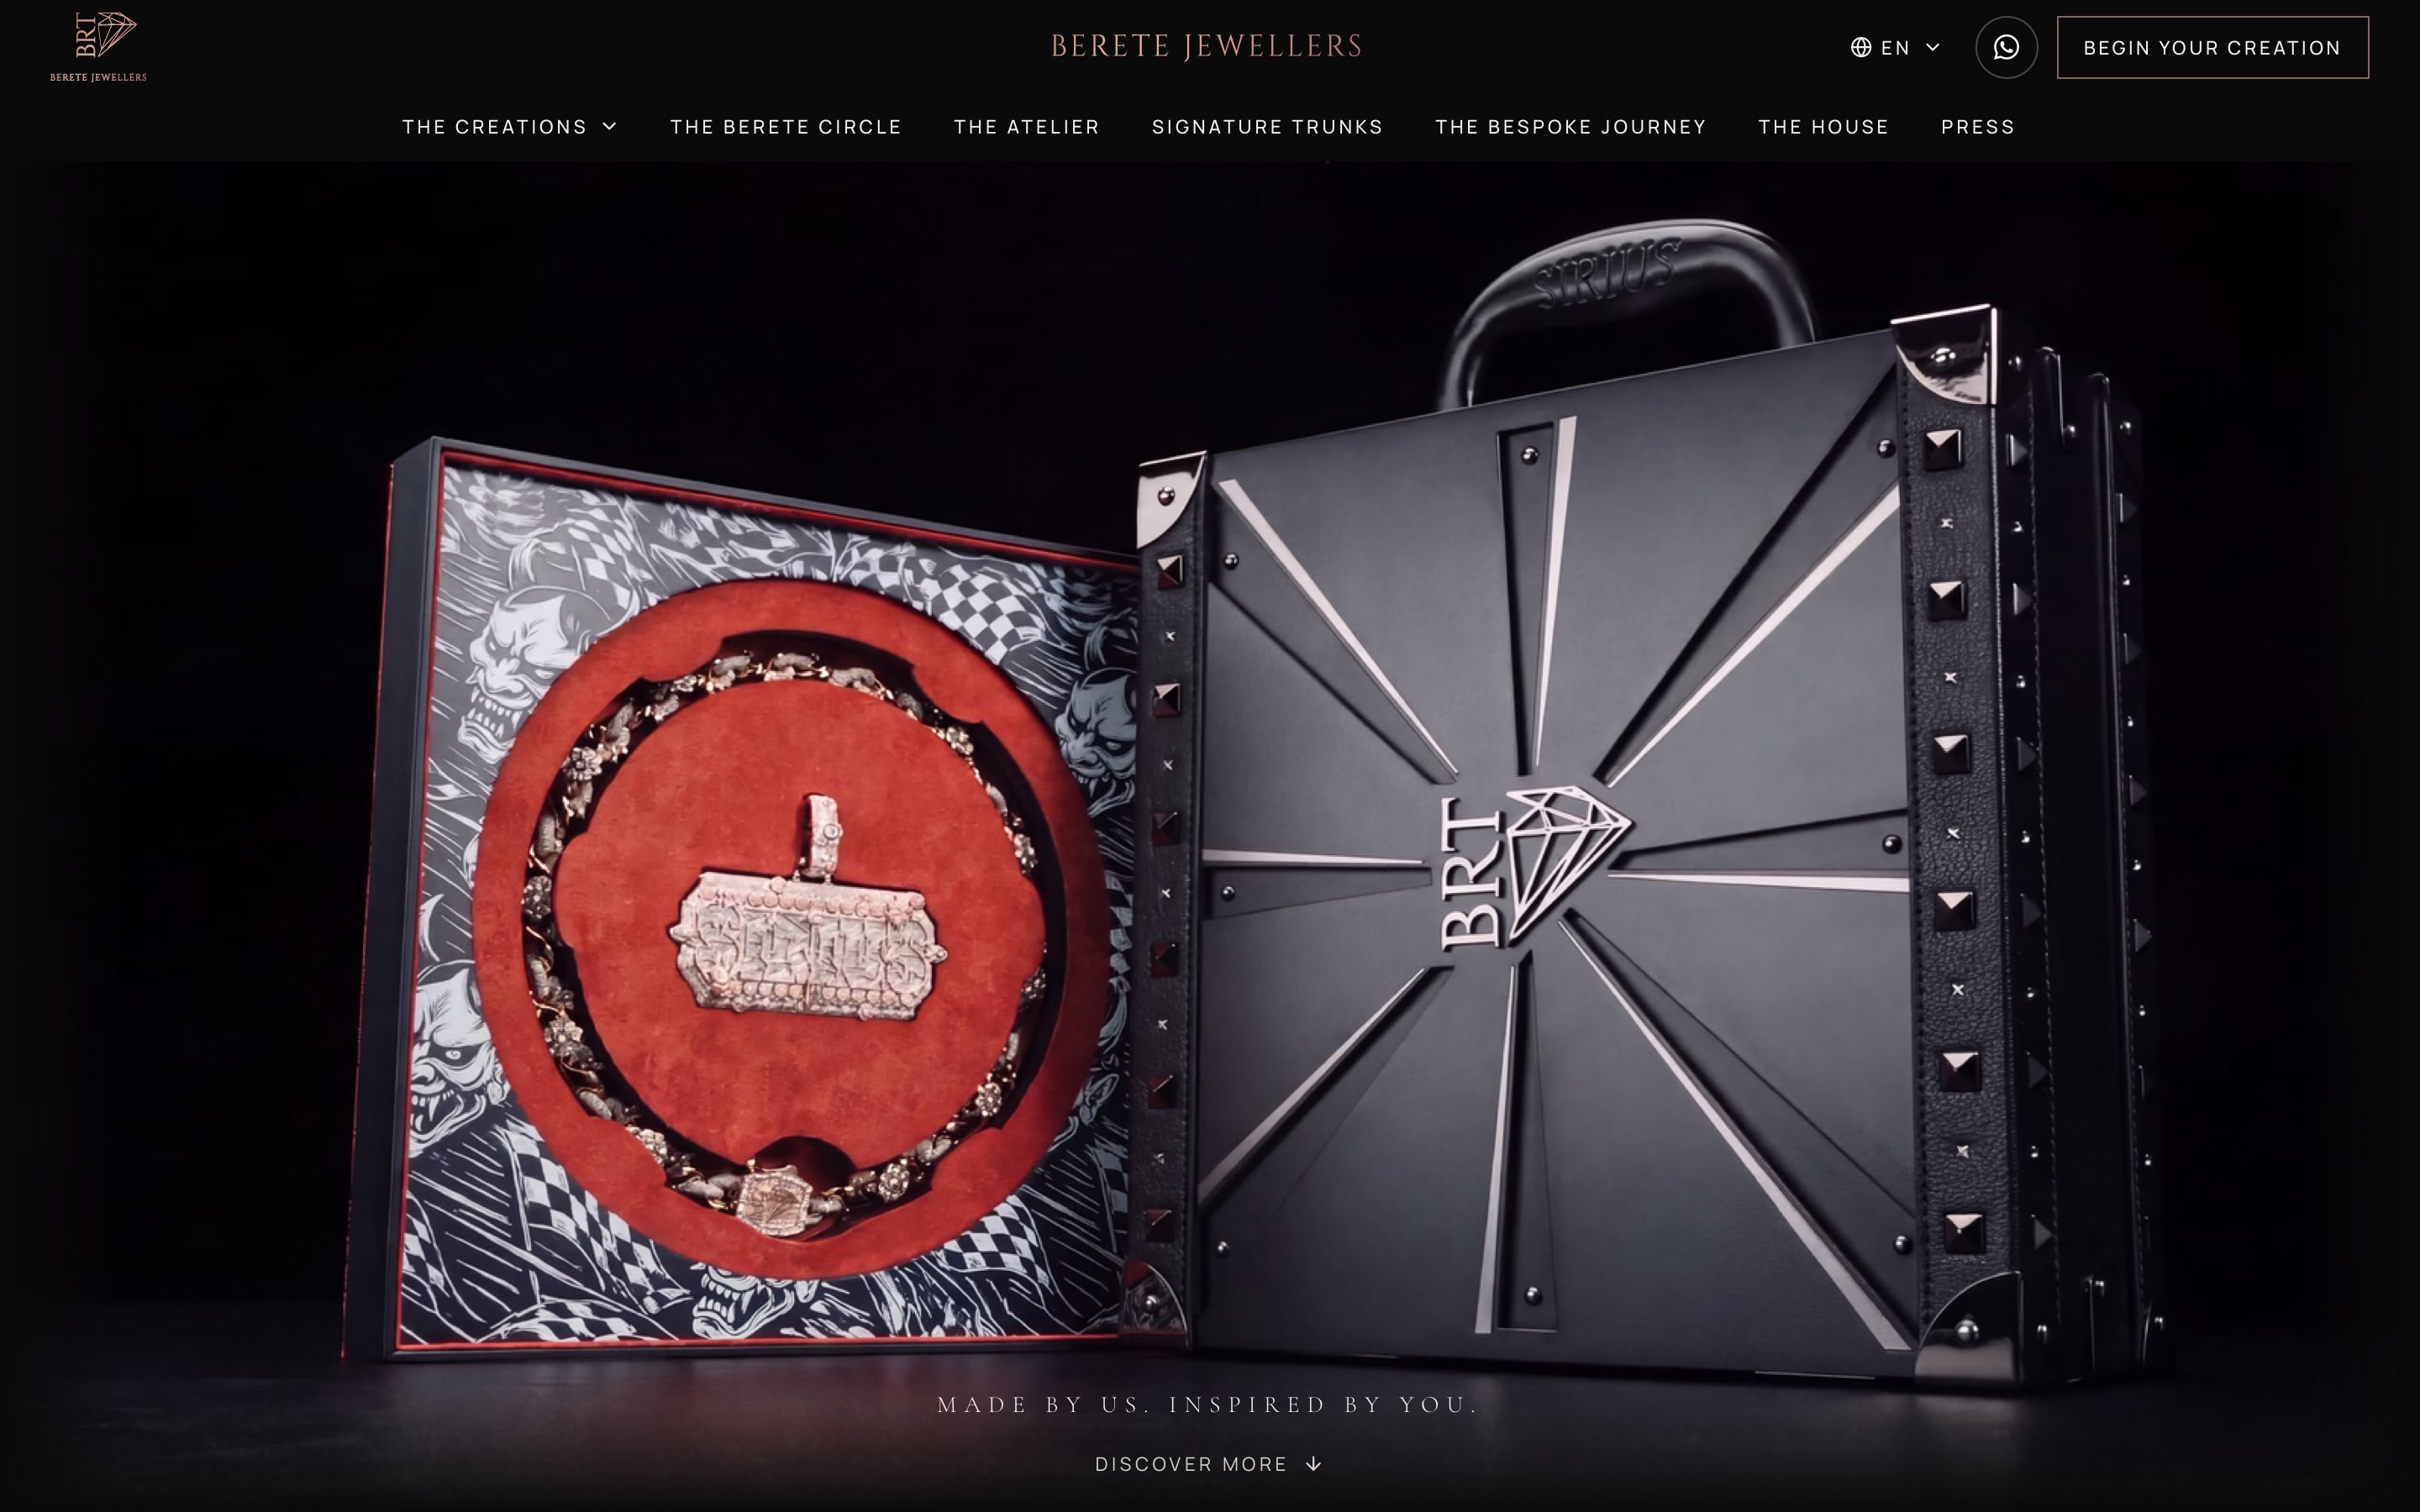 BRT
BERETE JEWELLERS
BERETE JEWELLERS
EN
BEGIN YOUR CREATION
THE CREATIONS
THE BERETE CIRCLE
THE ATELIER
SIGNATURE TRUNKS
THE BESPOKE JOURNEY
THE HOUSE
PRESS
SIRIUS
BRT
MADE BY US. INSPIRED BY YOU.
DISCOVER MORE